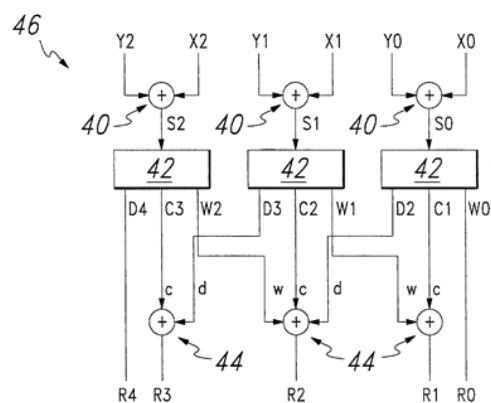 46
Y2 X2 Y1 X1 Y0 X0
40 40 40
S2 S1 S0
42 42 42
D4 C3 W2 D3 C2 W1 D2 C1 W0
c d w c d w c
44 44
R4 R3 R2 R1 R0